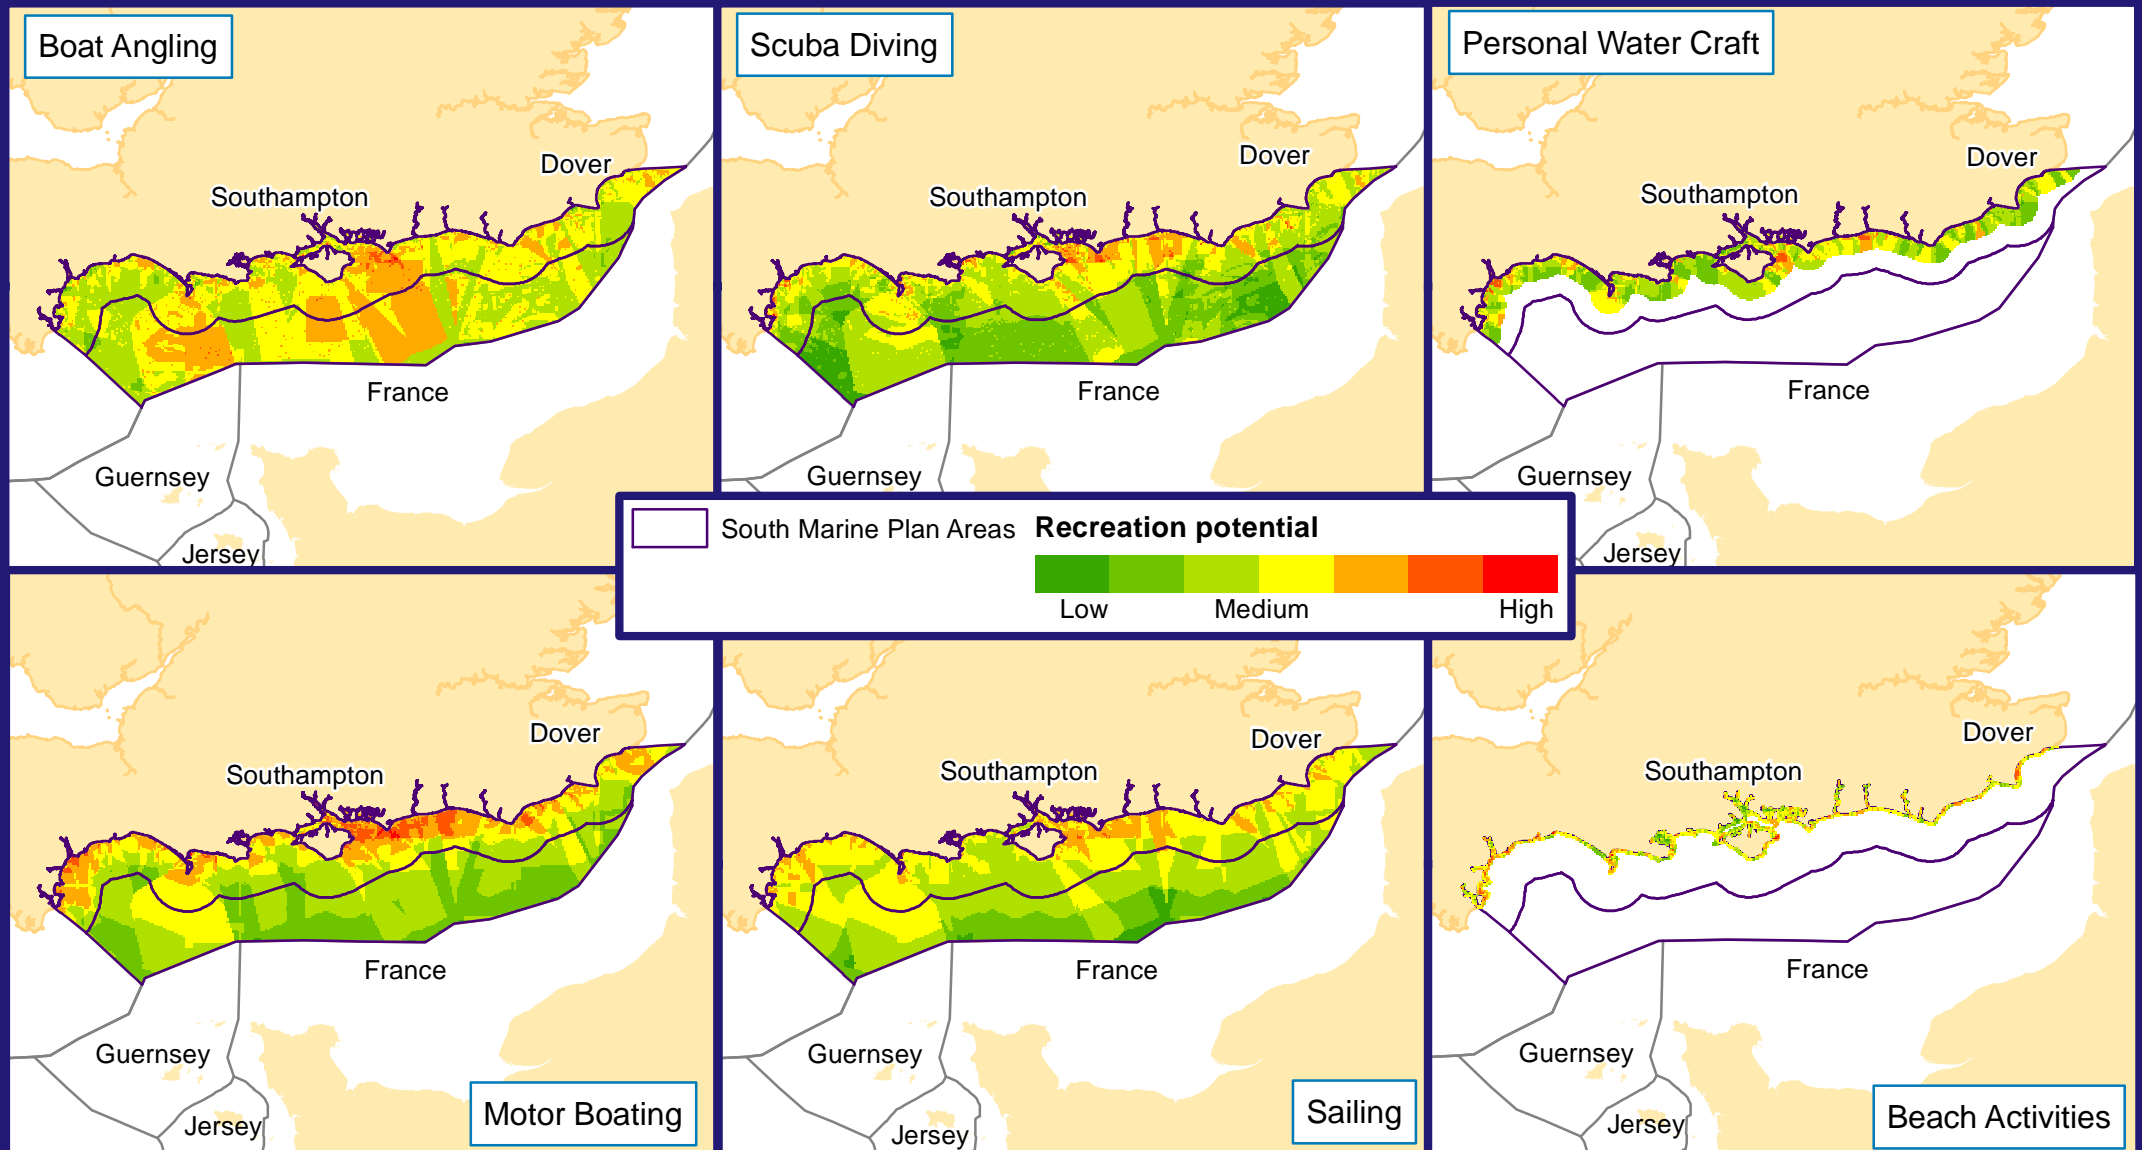 Boat Angling
Dover
Southampton
France
Guernsey
Jersey
Scuba Diving
Dover
Southampton
France
Guernsey
Personal Water Craft
Dover
Southampton
France
Guernsey
Jersey
South Marine Plan Areas
Recreation potential
Low Medium High
Dover
Southampton
France
Guernsey
Jersey
Motor Boating
Dover
Southampton
France
Guernsey
Jersey
Sailing
Dover
Southampton
France
Guernsey
Jersey
Beach Activities